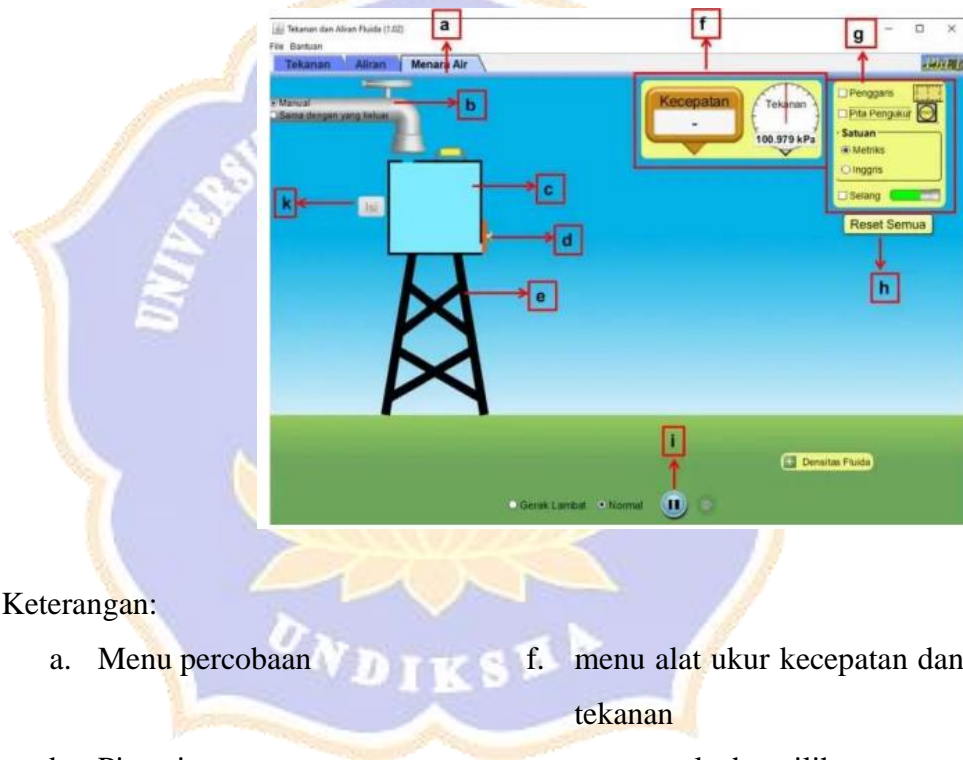 Tekanan dan Aliran Fluida (1.02)
a
f
g
File Bantuan
Tekanan Aliran Menara Air
Manual
Sama dengan yang keluar
b
Kecepatan
-
Tekanan
100.979 kPa
Penggaris
Pita Pengukur
Satuan
Metriks
Inggris
Selang
Reset Semua
h
k
Isi
c
d
e
i
Densitas Fluida
Gerak Lambat Normal
UNDIKSHA
Keterangan:
a. Menu percobaan
f. menu alat ukur kecepatan dan
tekanan